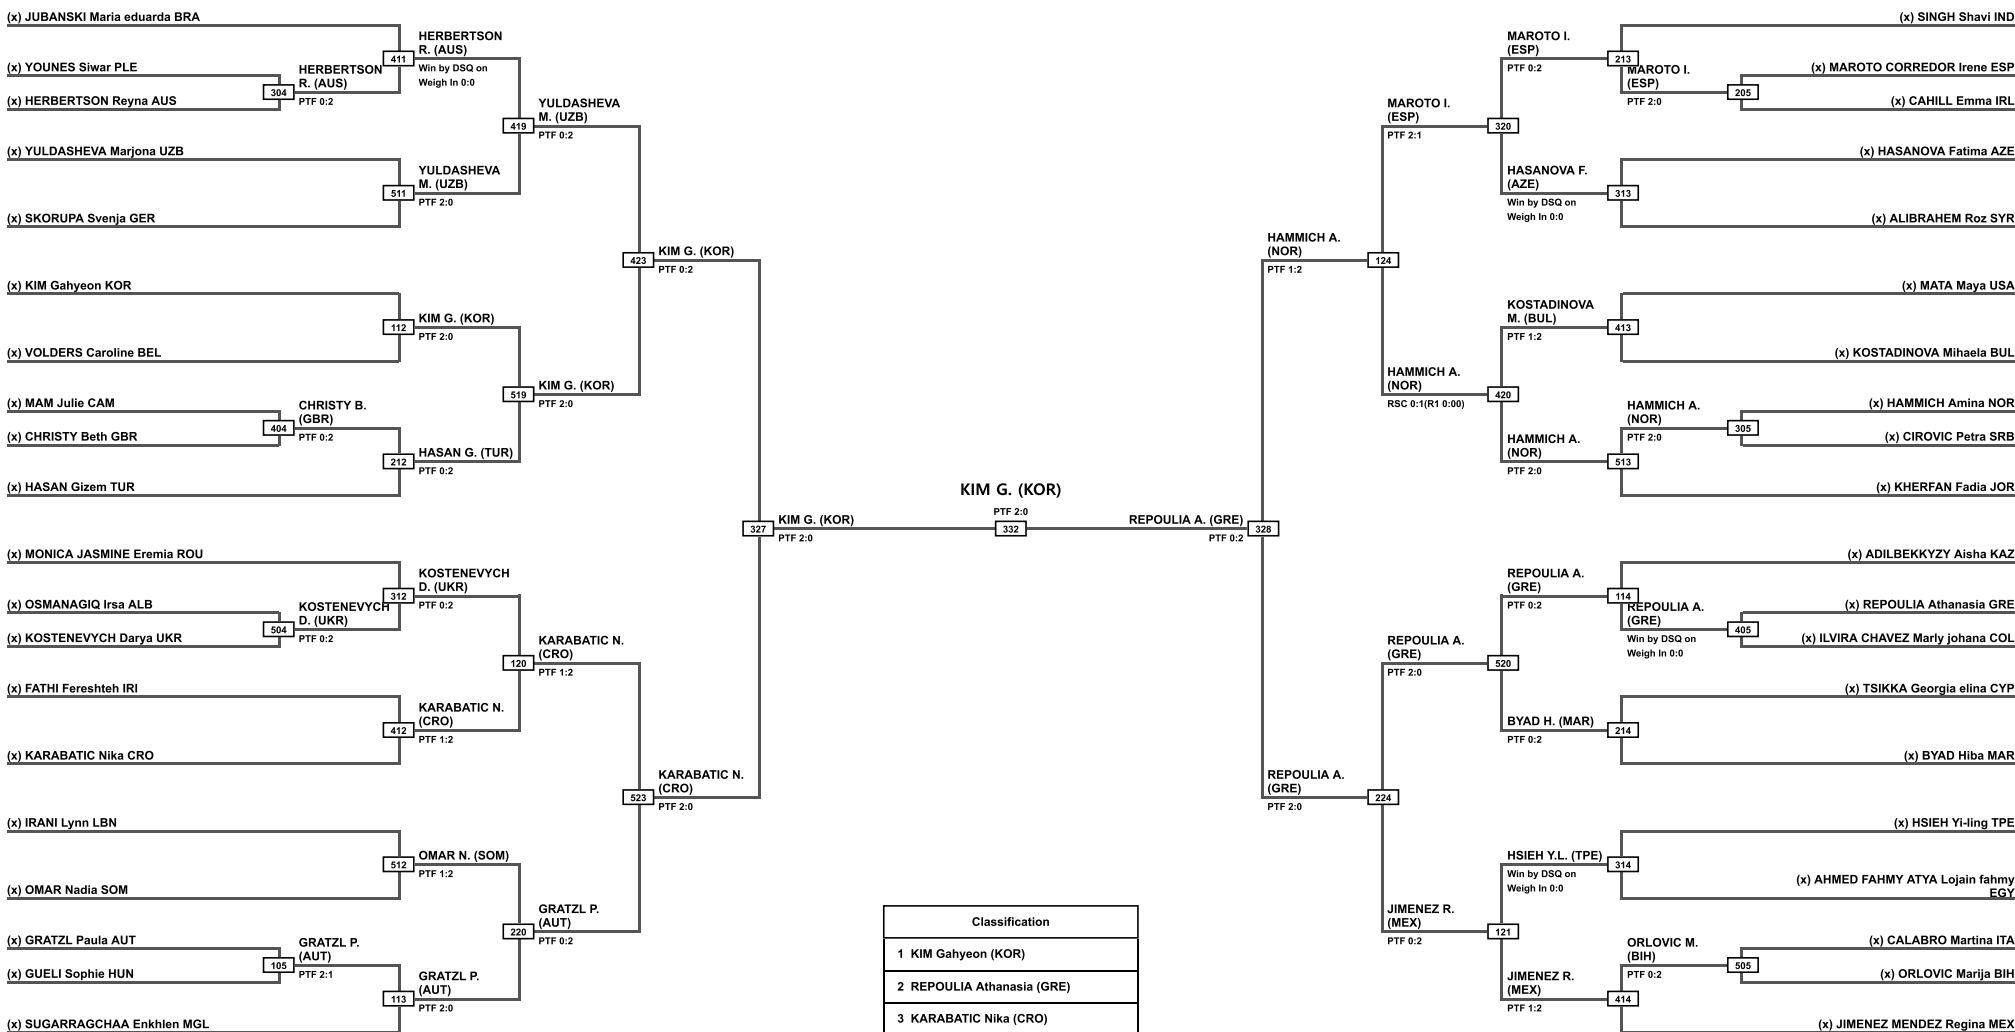 (x) JUBANSKI Maria eduarda BRA
(x) YOUNES Siwar PLE
(x) HERBERTSON Reyna AUS
(x) YULDASHEVA Marjona UZB
(x) SKORUPA Svenja GER
(x) KIM Gahyeon KOR
(x) VOLDERS Caroline BEL
(x) MAM Julie CAM
(x) CHRISTY Beth GBR
(x) HASAN Gizem TUR
(x) MONICA JASMINE Eremia ROU
(x) OSMANAGIQ Irsa ALB
(x) KOSTENEVYCH Darya UKR
(x) FATHI Fereshteh IRI
(x) KARABATIC Nika CRO
(x) IRANI Lynn LBN
(x) OMAR Nadia SOM
(x) GRATZL Paula AUT
(x) GUELI Sophie HUN
(x) SUGARRAGCHAA Enkhlen MGL
304
HERBERTSON
R. (AUS)
PTF 0:2
404
CHRISTY B.
(GBR)
PTF 0:2
504
KOSTENEVYCH
D. (UKR)
PTF 0:2
105
GRATZL P.
(AUT)
PTF 2:1
411
HERBERTSON
R. (AUS)
Win by DSQ on
Weigh In 0:0
511
YULDASHEVA
M. (UZB)
PTF 2:0
112
KIM G. (KOR)
PTF 2:0
212
HASAN G. (TUR)
PTF 0:2
312
KOSTENEVYCH
D. (UKR)
PTF 0:2
412
KARABATIC N.
(CRO)
PTF 1:2
512
OMAR N. (SOM)
PTF 1:2
113
GRATZL P.
(AUT)
PTF 2:0
419
YULDASHEVA
M. (UZB)
PTF 0:2
519
KIM G. (KOR)
PTF 2:0
120
KARABATIC N.
(CRO)
PTF 1:2
220
GRATZL P.
(AUT)
PTF 0:2
423
KIM G. (KOR)
PTF 0:2
523
KARABATIC N.
(CRO)
PTF 2:0
327
KIM G. (KOR)
PTF 2:0
KIM G. (KOR)
PTF 2:0
332
REPOULIA A. (GRE)
PTF 0:2
328
HAMMICH A.
(NOR)
PTF 1:2
124
REPOULIA A.
(GRE)
PTF 2:0
224
MAROTO I.
(ESP)
PTF 2:1
320
HAMMICH A.
(NOR)
RSC 0:1(R1 0:00)
420
REPOULIA A.
(GRE)
PTF 2:0
520
JIMENEZ R.
(MEX)
PTF 0:2
121
MAROTO I.
(ESP)
PTF 0:2
213
HASANOVA F.
(AZE)
Win by DSQ on
Weigh In 0:0
313
KOSTADINOVA
M. (BUL)
PTF 1:2
413
HAMMICH A.
(NOR)
PTF 2:0
513
REPOULIA A.
(GRE)
PTF 0:2
114
BYAD H. (MAR)
PTF 0:2
214
HSIEH Y.L. (TPE)
Win by DSQ on
Weigh In 0:0
314
JIMENEZ R.
(MEX)
PTF 1:2
414
MAROTO I.
(ESP)
PTF 2:0
205
HAMMICH A.
(NOR)
PTF 2:0
305
REPOULIA A.
(GRE)
Win by DSQ on
Weigh In 0:0
405
ORLOVIC M.
(BIH)
PTF 0:2
505
(x) SINGH Shavi IND
(x) MAROTO CORREDOR Irene ESP
(x) CAHILL Emma IRL
(x) HASANOVA Fatima AZE
(x) ALIBRAHEM Roz SYR
(x) MATA Maya USA
(x) KOSTADINOVA Mihaela BUL
(x) HAMMICH Amina NOR
(x) CIROVIC Petra SRB
(x) KHERFAN Fadia JOR
(x) ADILBEKKYZY Aisha KAZ
(x) REPOULIA Athanasia GRE
(x) ILVIRA CHAVEZ Marly johana COL
(x) TSIKKA Georgia elina CYP
(x) BYAD Hiba MAR
(x) HSIEH Yi-ling TPE
(x) AHMED FAHMY ATYA Lojain fahmy
EGY
(x) CALABRO Martina ITA
(x) ORLOVIC Marija BIH
(x) JIMENEZ MENDEZ Regina MEX
Classification
1 KIM Gahyeon (KOR)
2 REPOULIA Athanasia (GRE)
3 KARABATIC Nika (CRO)